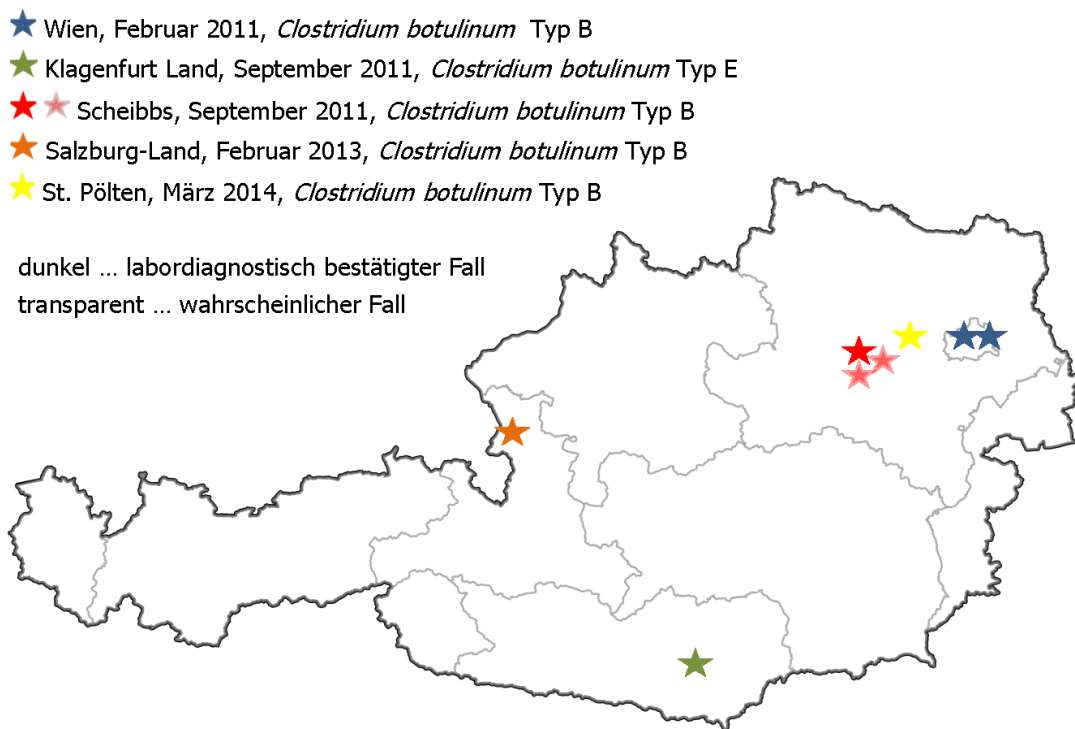 Wien, Februar 2011, Clostridium botulinum Typ B
Klagenfurt Land, September 2011, Clostridium botulinum Typ E
Scheibbs, September 2011, Clostridium botulinum Typ B
Salzburg-Land, Februar 2013, Clostridium botulinum Typ B
St. Pölten, März 2014, Clostridium botulinum Typ B
dunkel ... labordiagnostisch bestätigter Fall
transparent ... wahrscheinlicher Fall